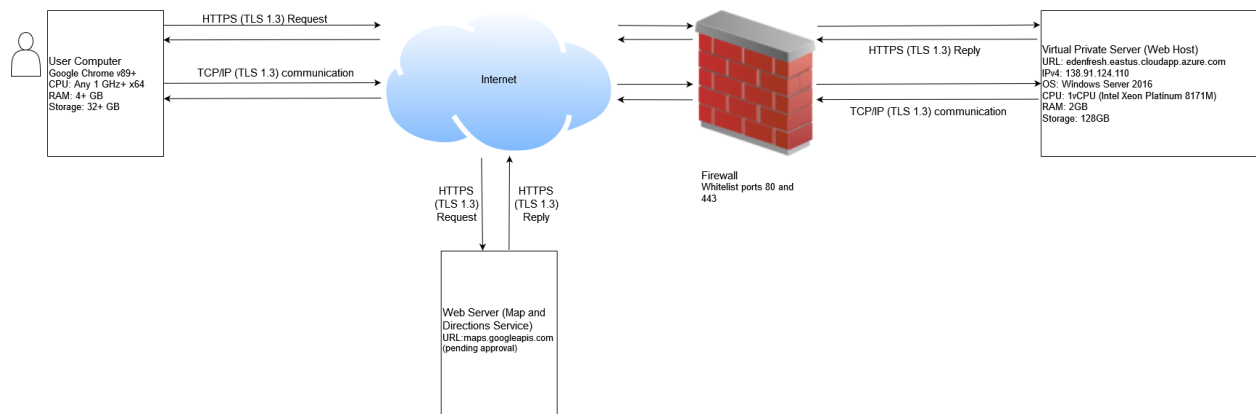 HTTPS (TLS 1.3) Request
User Computer
Google Chrome v89+
CPU: Any 1 GHz+ x64
RAM: 4+ GB
Storage: 32+ GB
TCP/IP (TLS 1.3) communication
Internet
HTTPS (TLS 1.3) Reply
TCP/IP (TLS 1.3) communication
Virtual Private Server (Web Host)
URL: edenfresh.eastus.cloudapp.azure.com
IPv4: 138.91.124.110
OS: Windows Server 2016
CPU: 1vCPU (Intel Xeon Platinum 8171M)
RAM: 2GB
Storage: 128GB
Firewall
Whitelist ports 80 and
443
HTTPS
(TLS 1.3)
Request
HTTPS
(TLS 1.3)
Reply
Web Server (Map and
Directions Service)
URL:maps.googleapis.com
(pending approval)